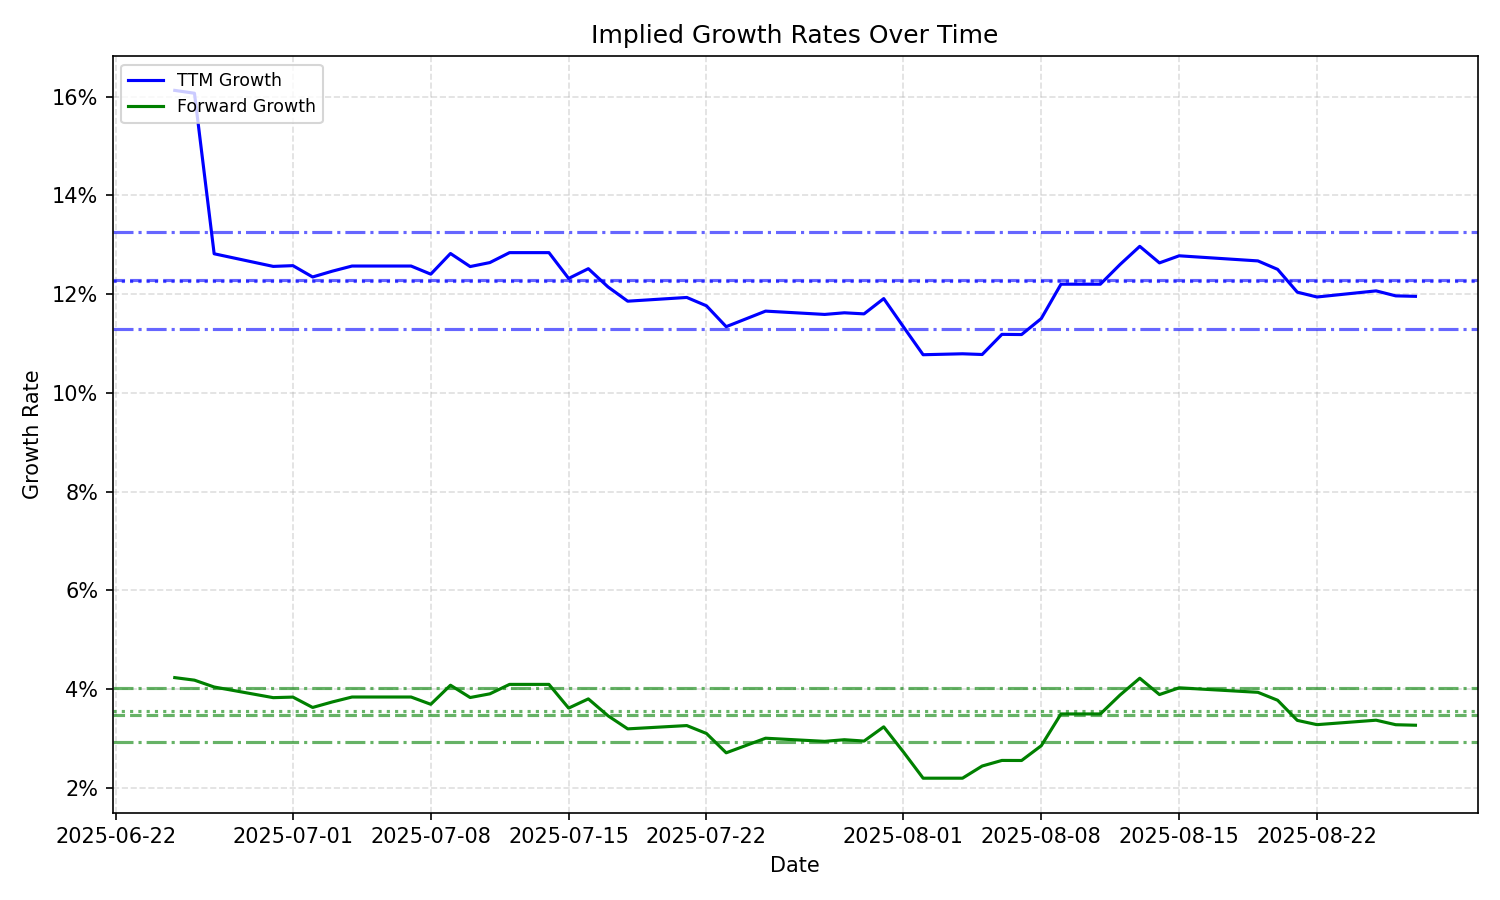 Implied Growth Rates Over Time
TTM Growth
Forward Growth
16%
14%
12%
10%
8%
6%
4%
2%
Growth Rate
2025-06-22 2025-07-01 2025-07-08 2025-07-15 2025-07-22 2025-08-01 2025-08-08 2025-08-15 2025-08-22
Date